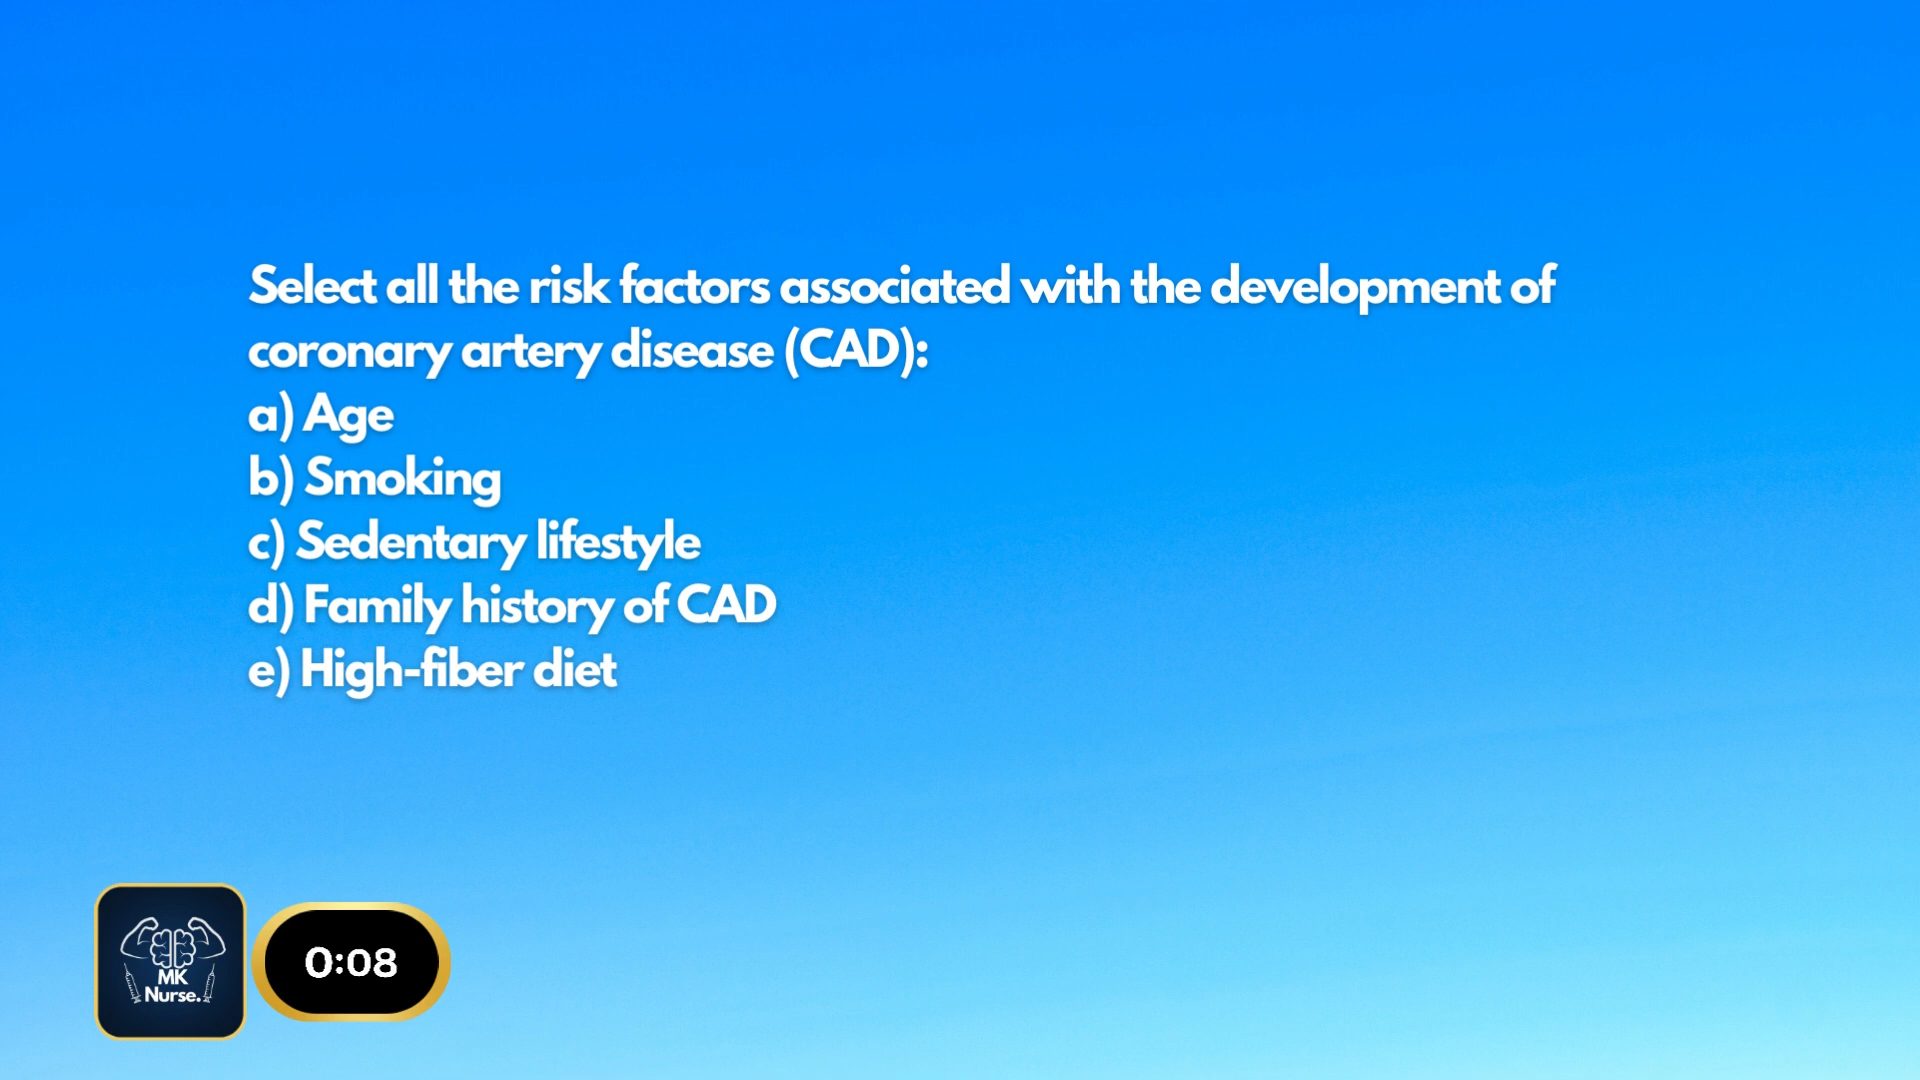 Select all the risk factors associated with the development of
coronary artery disease (CAD):
a) Age
b) Smoking
c) Sedentary lifestyle
d) Family history of CAD
e) High-fiber diet
MK
Nurse.
0:08